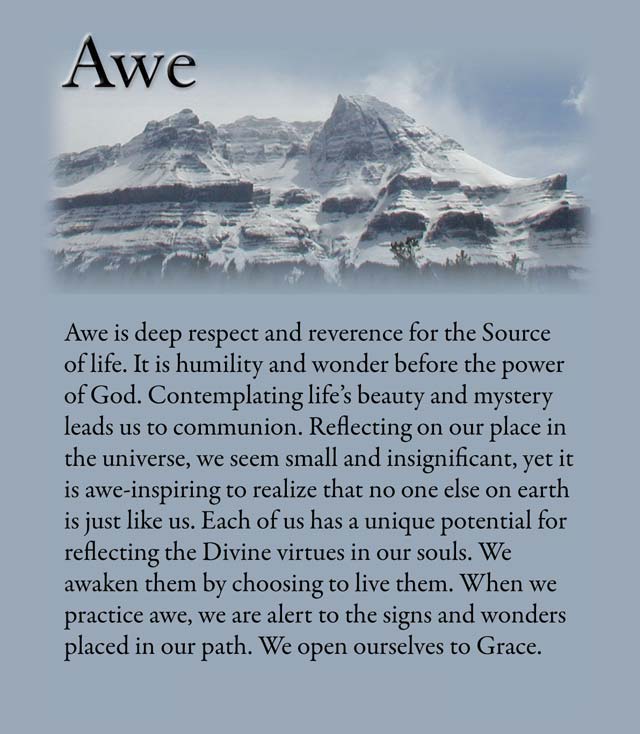 Awe
Awe is deep respect and reverence for the Source
of life. It is humility and wonder before the power
of God. Contemplating life’s beauty and mystery
leads us to communion. Reflecting on our place in
the universe, we seem small and insignificant, yet it
is awe-inspiring to realize that no one else on earth
is just like us. Each of us has a unique potential for
reflecting the Divine virtues in our souls. We
awaken them by choosing to live them. When we
practice awe, we are alert to the signs and wonders
placed in our path. We open ourselves to Grace.